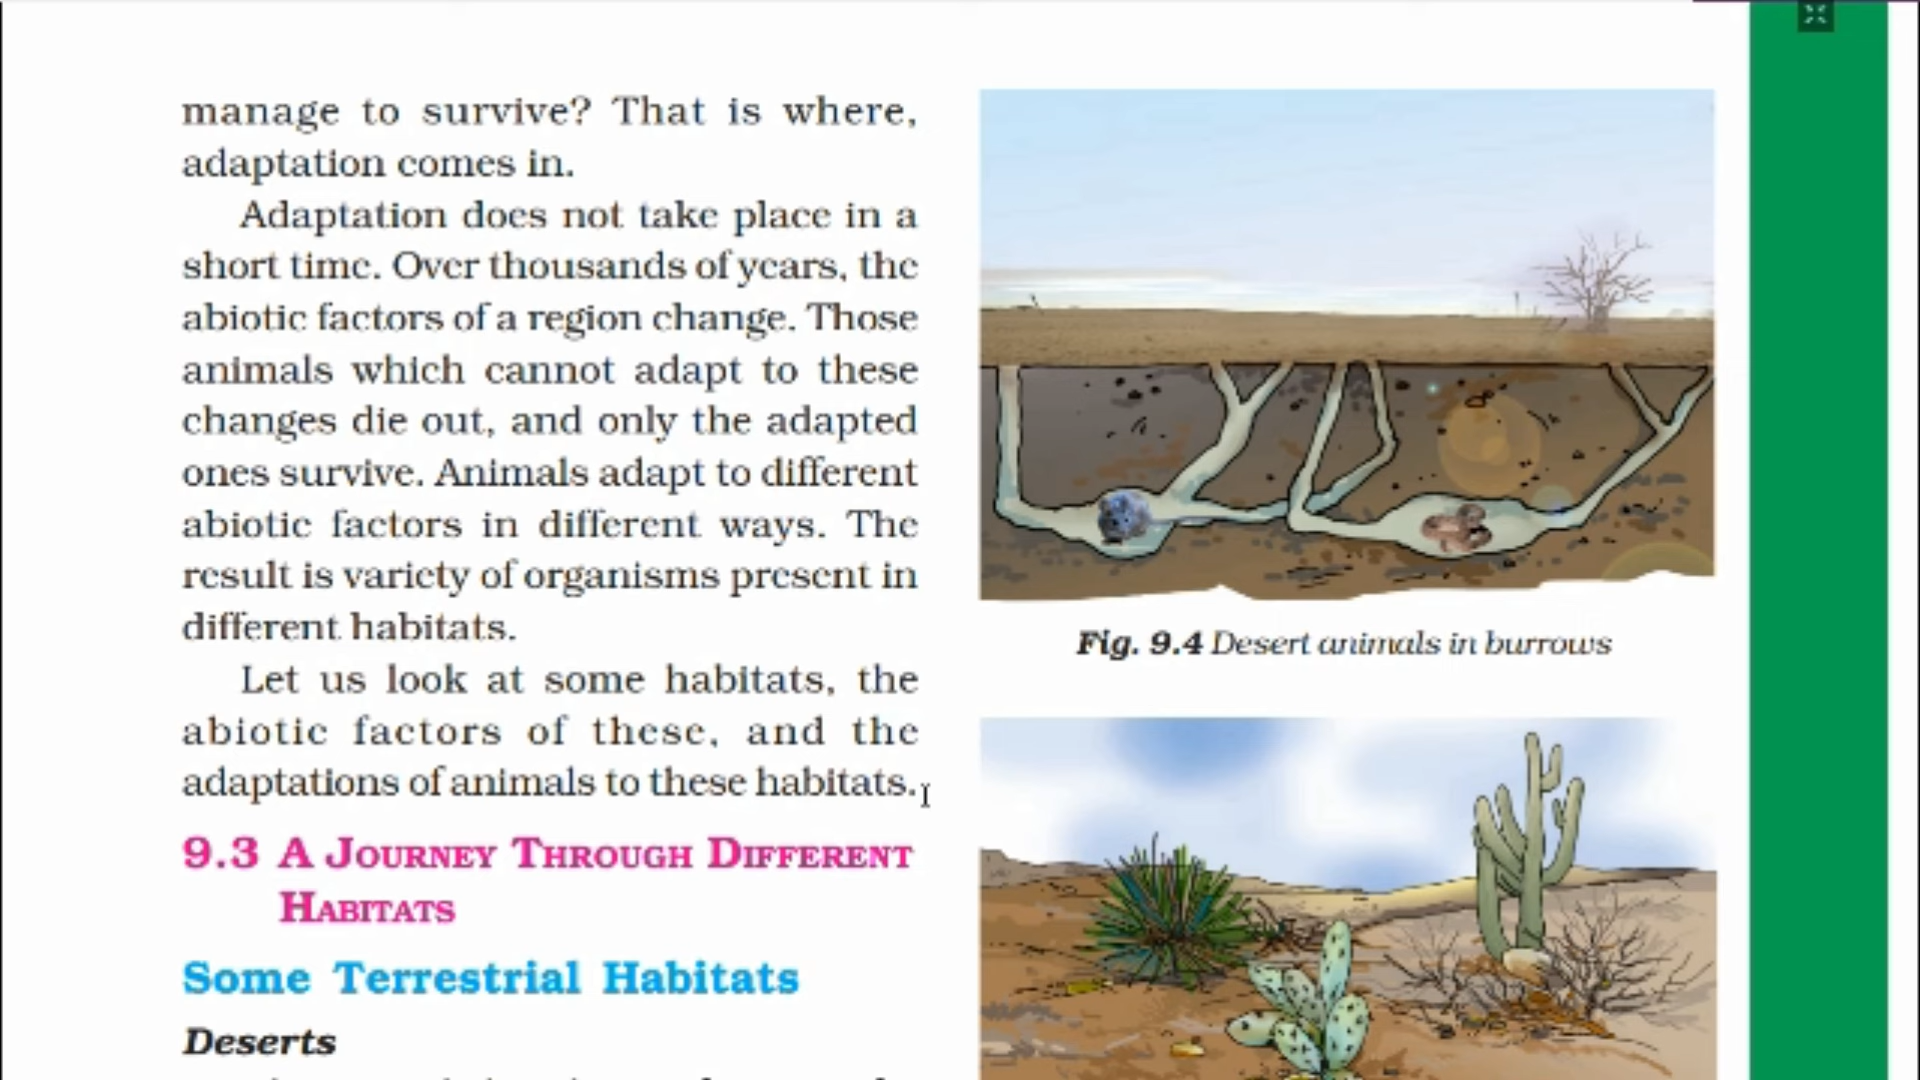 manage to survive? That is where,
adaptation comes in.
Adaptation does not take place in a
short time. Over thousands of years, the
abiotic factors of a region change. Those
animals which cannot adapt to these
changes die out, and only the adapted
ones survive. Animals adapt to different
abiotic factors in different ways. The
result is variety of organisms present in
different habitats.
Let us look at some habitats, the
abiotic factors of these, and the
adaptations of animals to these habitats.
9.3 A JOURNEY THROUGH DIFFERENT
HABITATS
Some Terrestrial Habitats
Deserts
Fig. 9.4 Desert animals in burrows